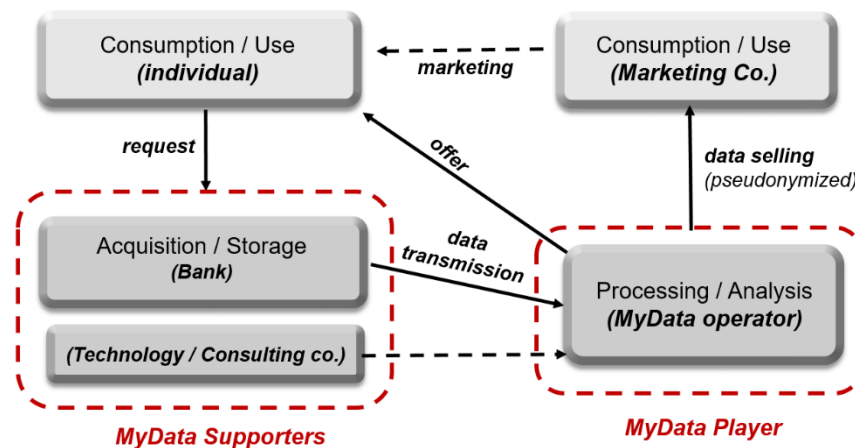 Consumption / Use
(individual)
marketing
Consumption / Use
(Marketing Co.)
request
offer
data selling
(pseudonymized)
Acquisition / Storage
(Bank)
data
transmission
Processing / Analysis
(MyData operator)
(Technology / Consulting co.)
MyData Supporters
MyData Player